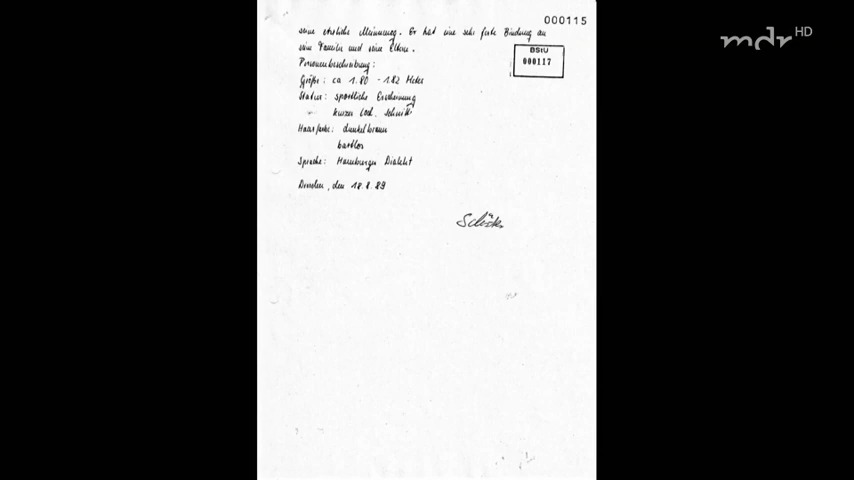 000115
mdr HD
seine ehrliche Meinung. Er hat eine sehr feste Bindung an
seine Familie und seine Eltern.
BStU
000117
Personenbeschreibung:
Größe: ca 1.80 - 1.82 Meter
Statur: sportliche Erscheinung
kurzer schnitt
Haarfarbe: dunkelbraun
bartlos
Sprache: Hamburger Dialekt
Dresden, den 18.8.89